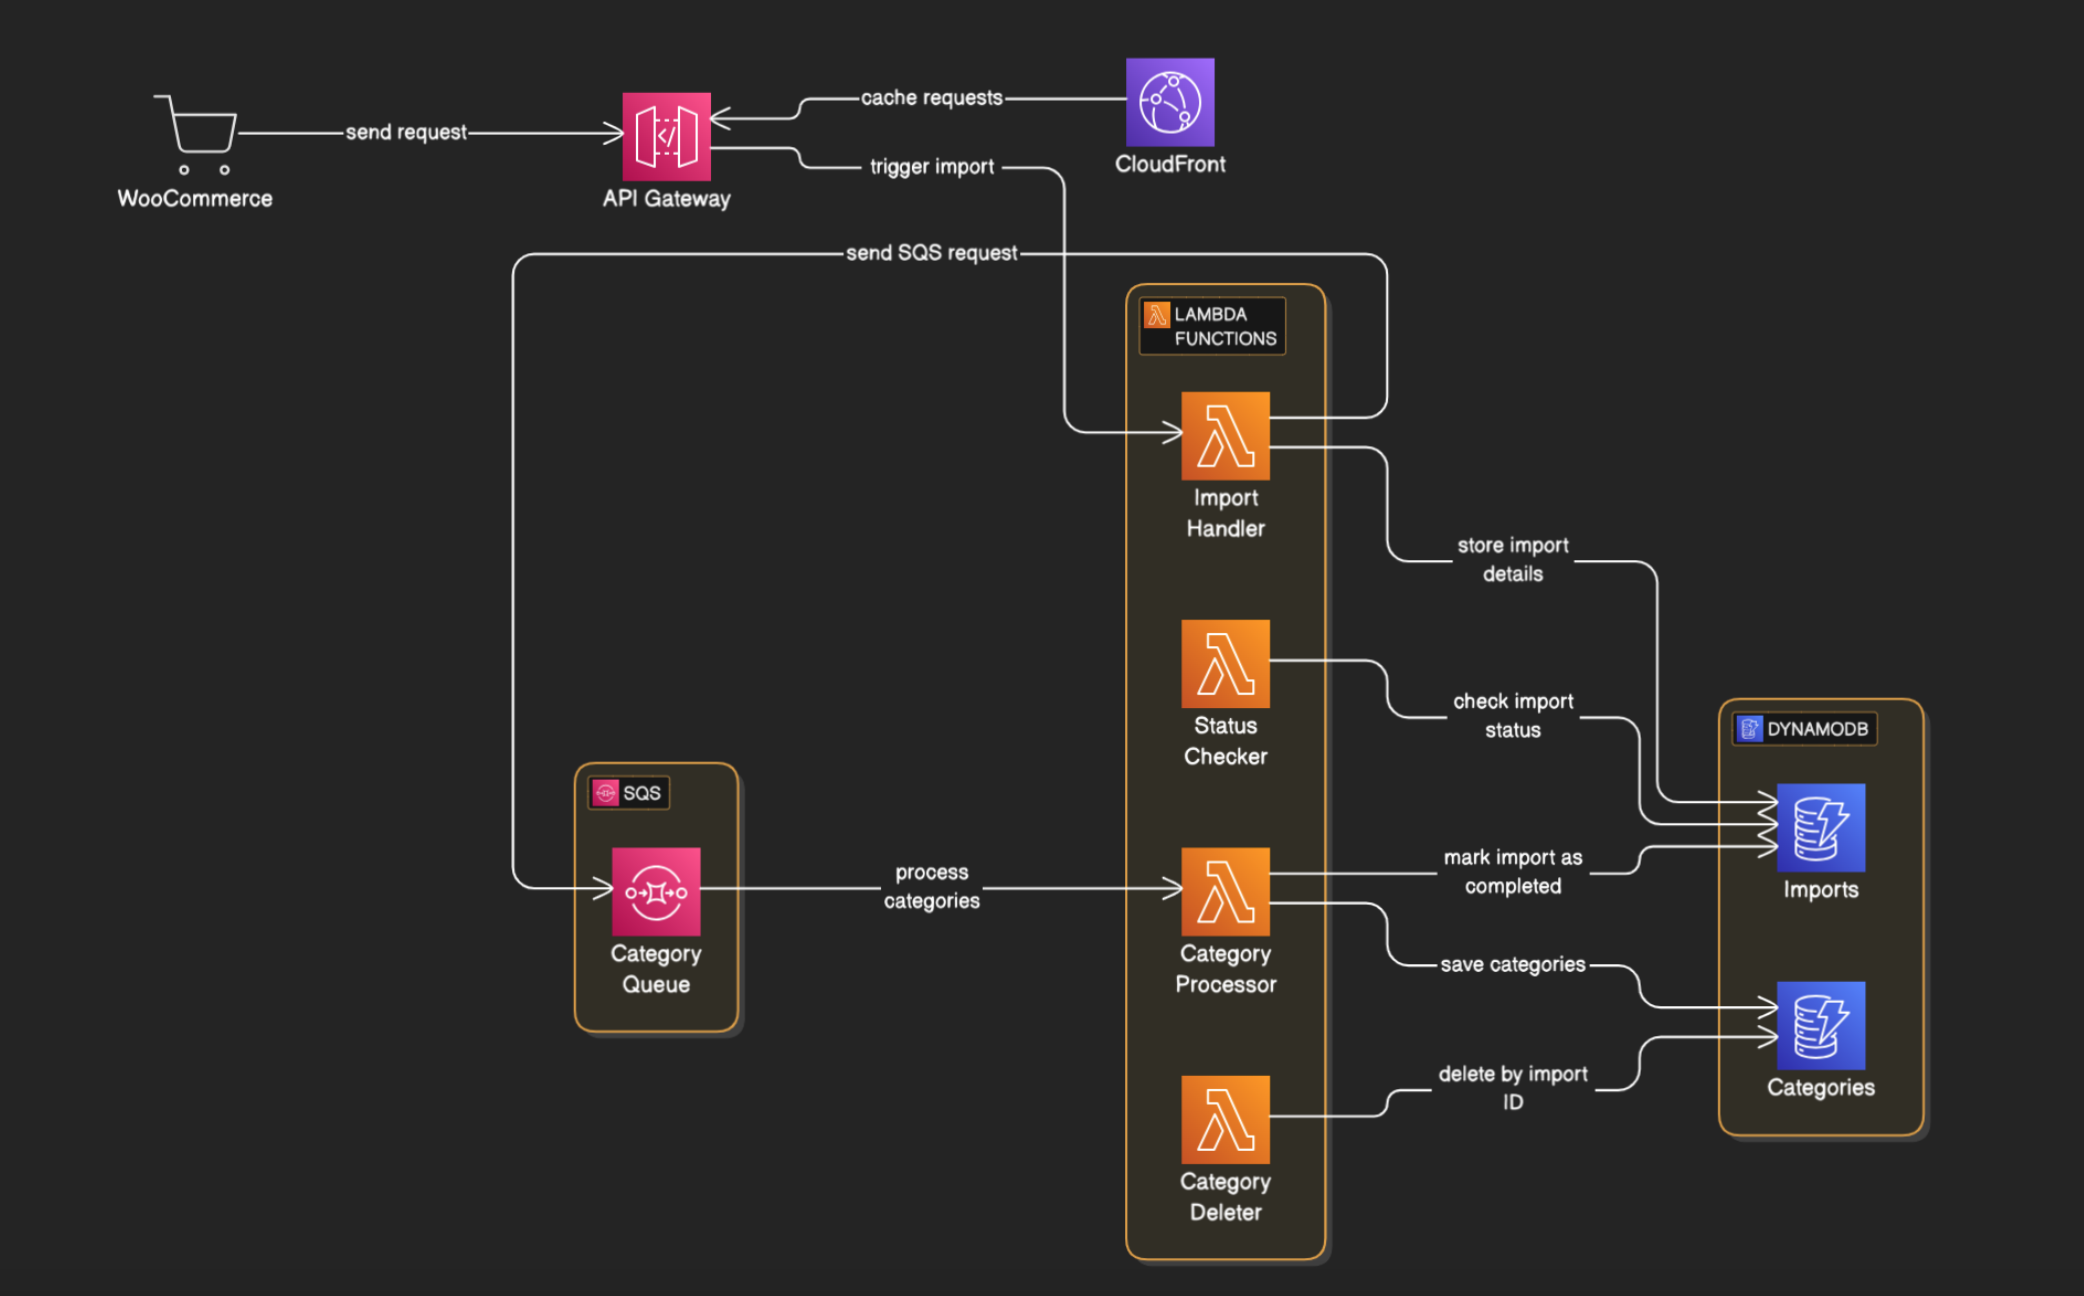 cache requests
send request
trigger import
CloudFront
WooCommerce
API Gateway
send SQS request
LAMBDA
FUNCTIONS
Import
Handler
store import
details
check import
status
Status
Checker
DYNAMODB
SQS
process
categories
mark import as
completed
Imports
Category
Queue
Category
Processor
save categories
delete by import
ID
Categories
Category
Deleter